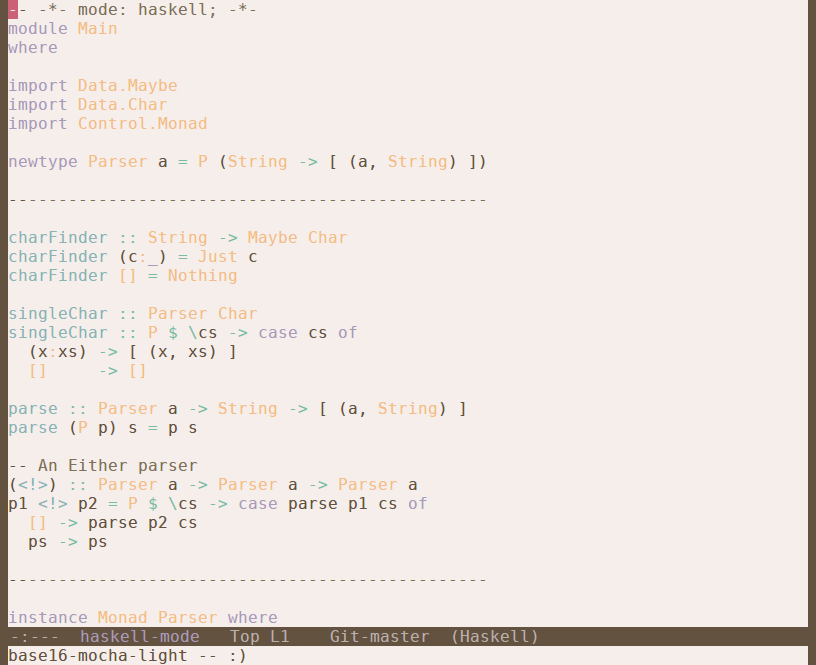 -- -*- mode: haskell; -*-
module Main
where

import Data.Maybe
import Data.Char
import Control.Monad

newtype Parser a = P (String -> [ (a, String) ])

------------------------------------------------

charFinder :: String -> Maybe Char
charFinder (c:_) = Just c
charFinder [] = Nothing

singleChar :: Parser Char
singleChar :: P $ \cs -> case cs of
  (x:xs) -> [ (x, xs) ]
  []     -> []

parse :: Parser a -> String -> [ (a, String) ]
parse (P p) s = p s

-- An Either parser
(<!>) :: Parser a -> Parser a -> Parser a
p1 <!> p2 = P $ \cs -> case parse p1 cs of
  [] -> parse p2 cs
  ps -> ps

------------------------------------------------

instance Monad Parser where
-:---  haskell-mode   Top L1    Git-master  (Haskell)
base16-mocha-light -- :)